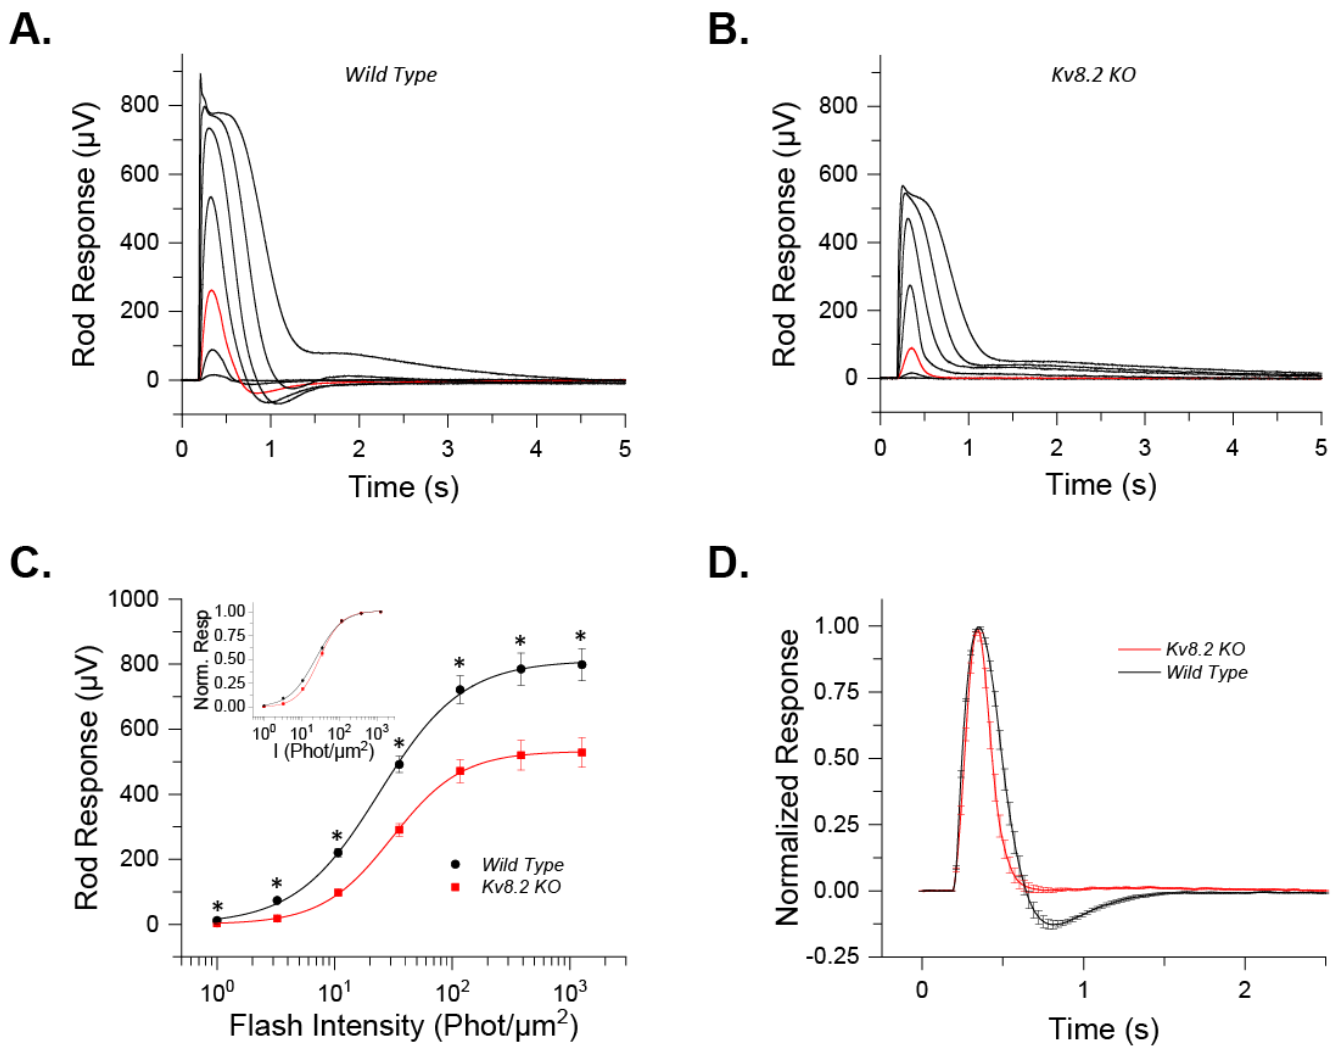 A.
Wild Type
Rod Response (µV)
800
600
400
200
0
0 1 2 3 4 5
Time (s)
B.
Kv8.2 KO
Rod Response (µV)
800
600
400
200
0
0 1 2 3 4 5
Time (s)
C.
Rod Response (µV)
1000
800
600
400
200
0
10⁰ 10¹ 10² 10³
Flash Intensity (Phot/µm²)
Norm. Resp
1.00
0.75
0.50
0.25
0.00
10⁰ 10¹ 10² 10³
I (Phot/µm²)
* * * * * * *
Wild Type
Kv8.2 KO
D.
Normalized Response
1.00
0.75
0.50
0.25
0.00
-0.25
0 1 2
Time (s)
Kv8.2 KO
Wild Type